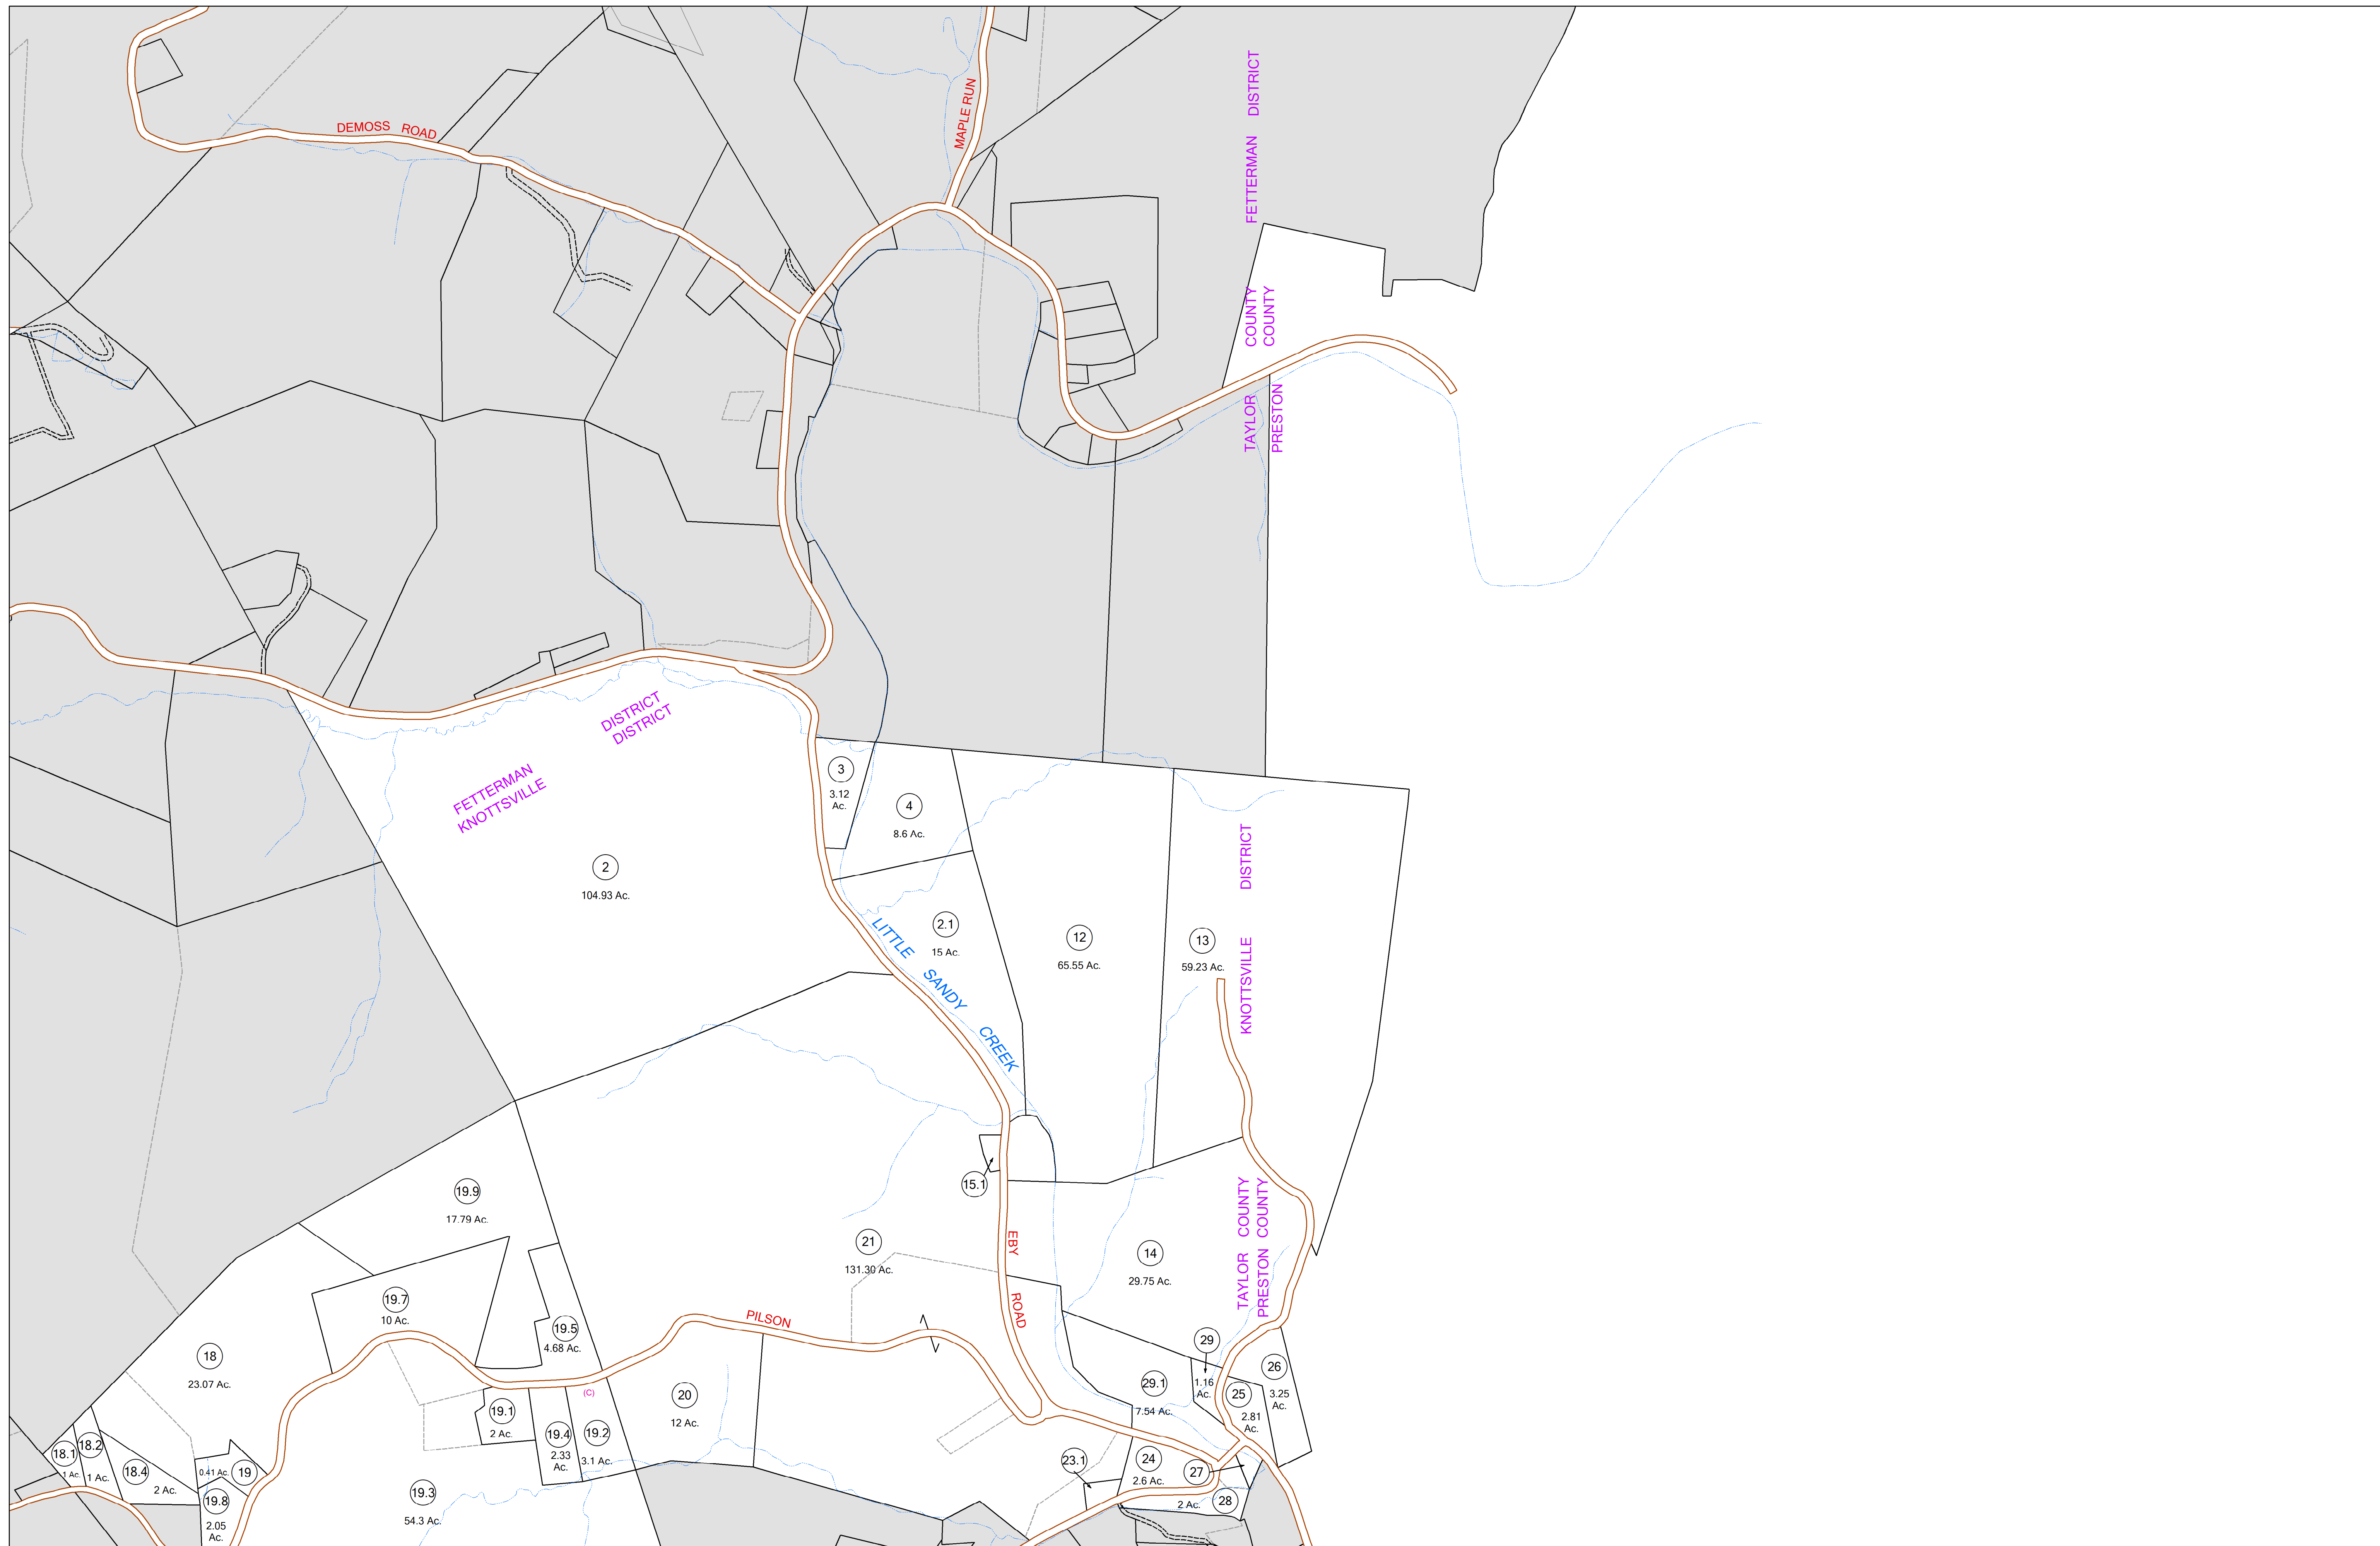 DEMOSS ROAD
MAPLE RUN
FETTERMAN DISTRICT
TAYLOR COUNTY
PRESTON COUNTY
FETTERMAN DISTRICT
KNOTTSVILLE DISTRICT
3
3.12
Ac.
4
8.6 Ac.
2
104.93 Ac.
2.1
15 Ac.
12
65.55 Ac.
13
59.23 Ac.
KNOTTSVILLE DISTRICT
LITTLE SANDY CREEK
15.1
19.9
17.79 Ac.
21
131.30 Ac.
EBY ROAD
14
29.75 Ac.
TAYLOR COUNTY
PRESTON COUNTY
19.7
10 Ac.
19.5
4.68 Ac.
PILSON
18
23.07 Ac.
(C)
20
12 Ac.
29
1.16
Ac.
29.1
7.54 Ac.
25
2.81
Ac.
26
3.25
Ac.
19.1
2 Ac.
19.4
2.33
Ac.
19.2
3.1 Ac.
18.1
1 Ac.
18.2
1 Ac.
18.4
2 Ac.
0.41 Ac.
19
19.8
2.05
Ac.
19.3
54.3 Ac.
23.1
24
2.6 Ac.
27
2 Ac.
28